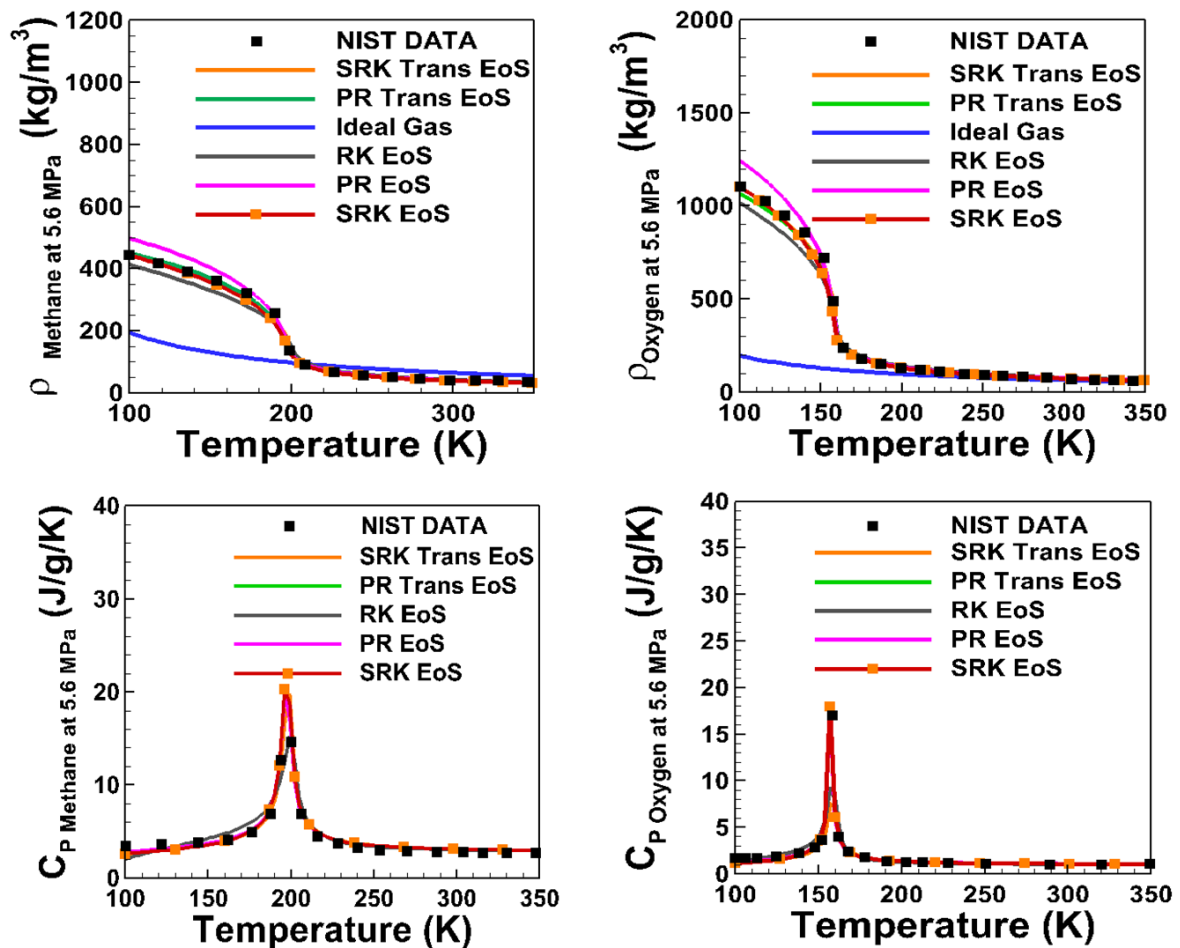 ρ Methane at 5.6 MPa (kg/m³)
1200
1000
800
600
400
200
0
100
200
300
Temperature (K)
NIST DATA
SRK Trans EoS
PR Trans EoS
Ideal Gas
RK EoS
PR EoS
SRK EoS
ρOxygen at 5.6 MPa (kg/m³)
2000
1500
1000
500
0
100
150
200
250
300
350
Temperature (K)
NIST DATA
SRK Trans EoS
PR Trans EoS
Ideal Gas
RK EoS
PR EoS
SRK EoS
CP Methane at 5.6 MPa (J/g/K)
40
30
20
10
0
100
150
200
250
300
350
Temperature (K)
NIST DATA
SRK Trans EoS
PR Trans EoS
RK EoS
PR EoS
SRK EoS
CP Oxygen at 5.6 MPa (J/g/K)
40
35
30
25
20
15
10
5
0
100
150
200
250
300
350
Temperature (K)
NIST DATA
SRK Trans EoS
PR Trans EoS
RK EoS
PR EoS
SRK EoS